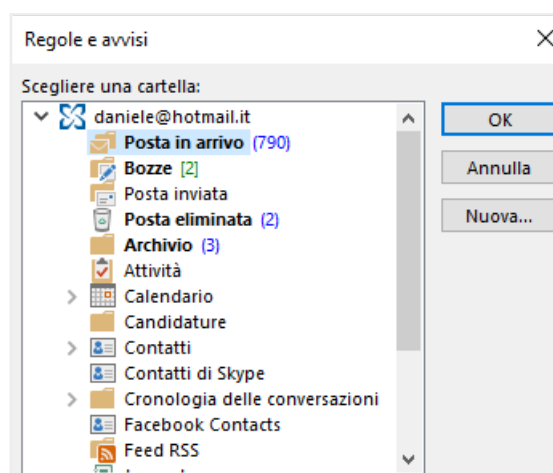 Regole e avvisi
Scegliere una cartella:
daniele@hotmail.it
Posta in arrivo (790)
Bozze [2]
Posta inviata
Posta eliminata (2)
Archivio (3)
Attività
Calendario
Candidature
Contatti
Contatti di Skype
Cronologia delle conversazioni
Facebook Contacts
Feed RSS
OK
Annulla
Nuova...